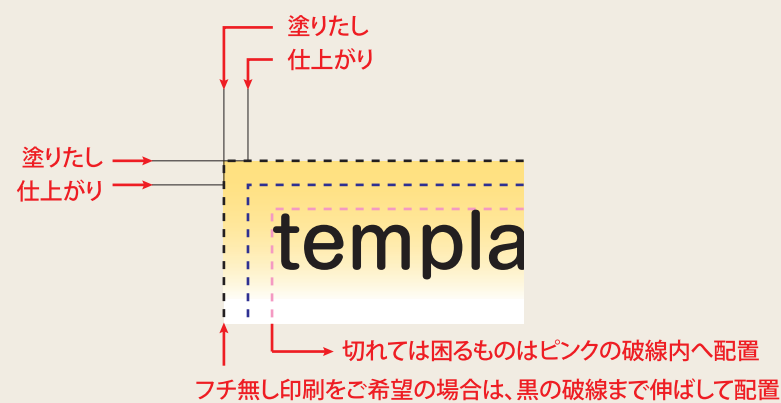 塗りたし
仕上がり
塗りたし
仕上がり
templa
切れては困るものはピンクの破線内へ配置
フチ無し印刷をご希望の場合は、黒の破線まで伸ばして配置